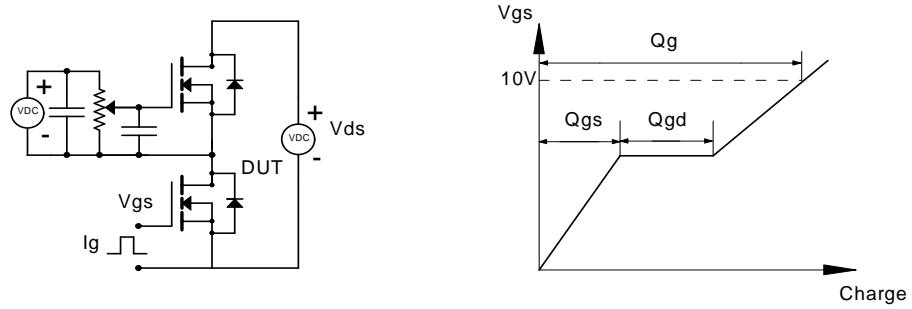 +
VDC
-
+
VDC
-
Vds
DUT
Vgs
Ig
Vgs
Qg
10V
Qgs
Qgd
Charge